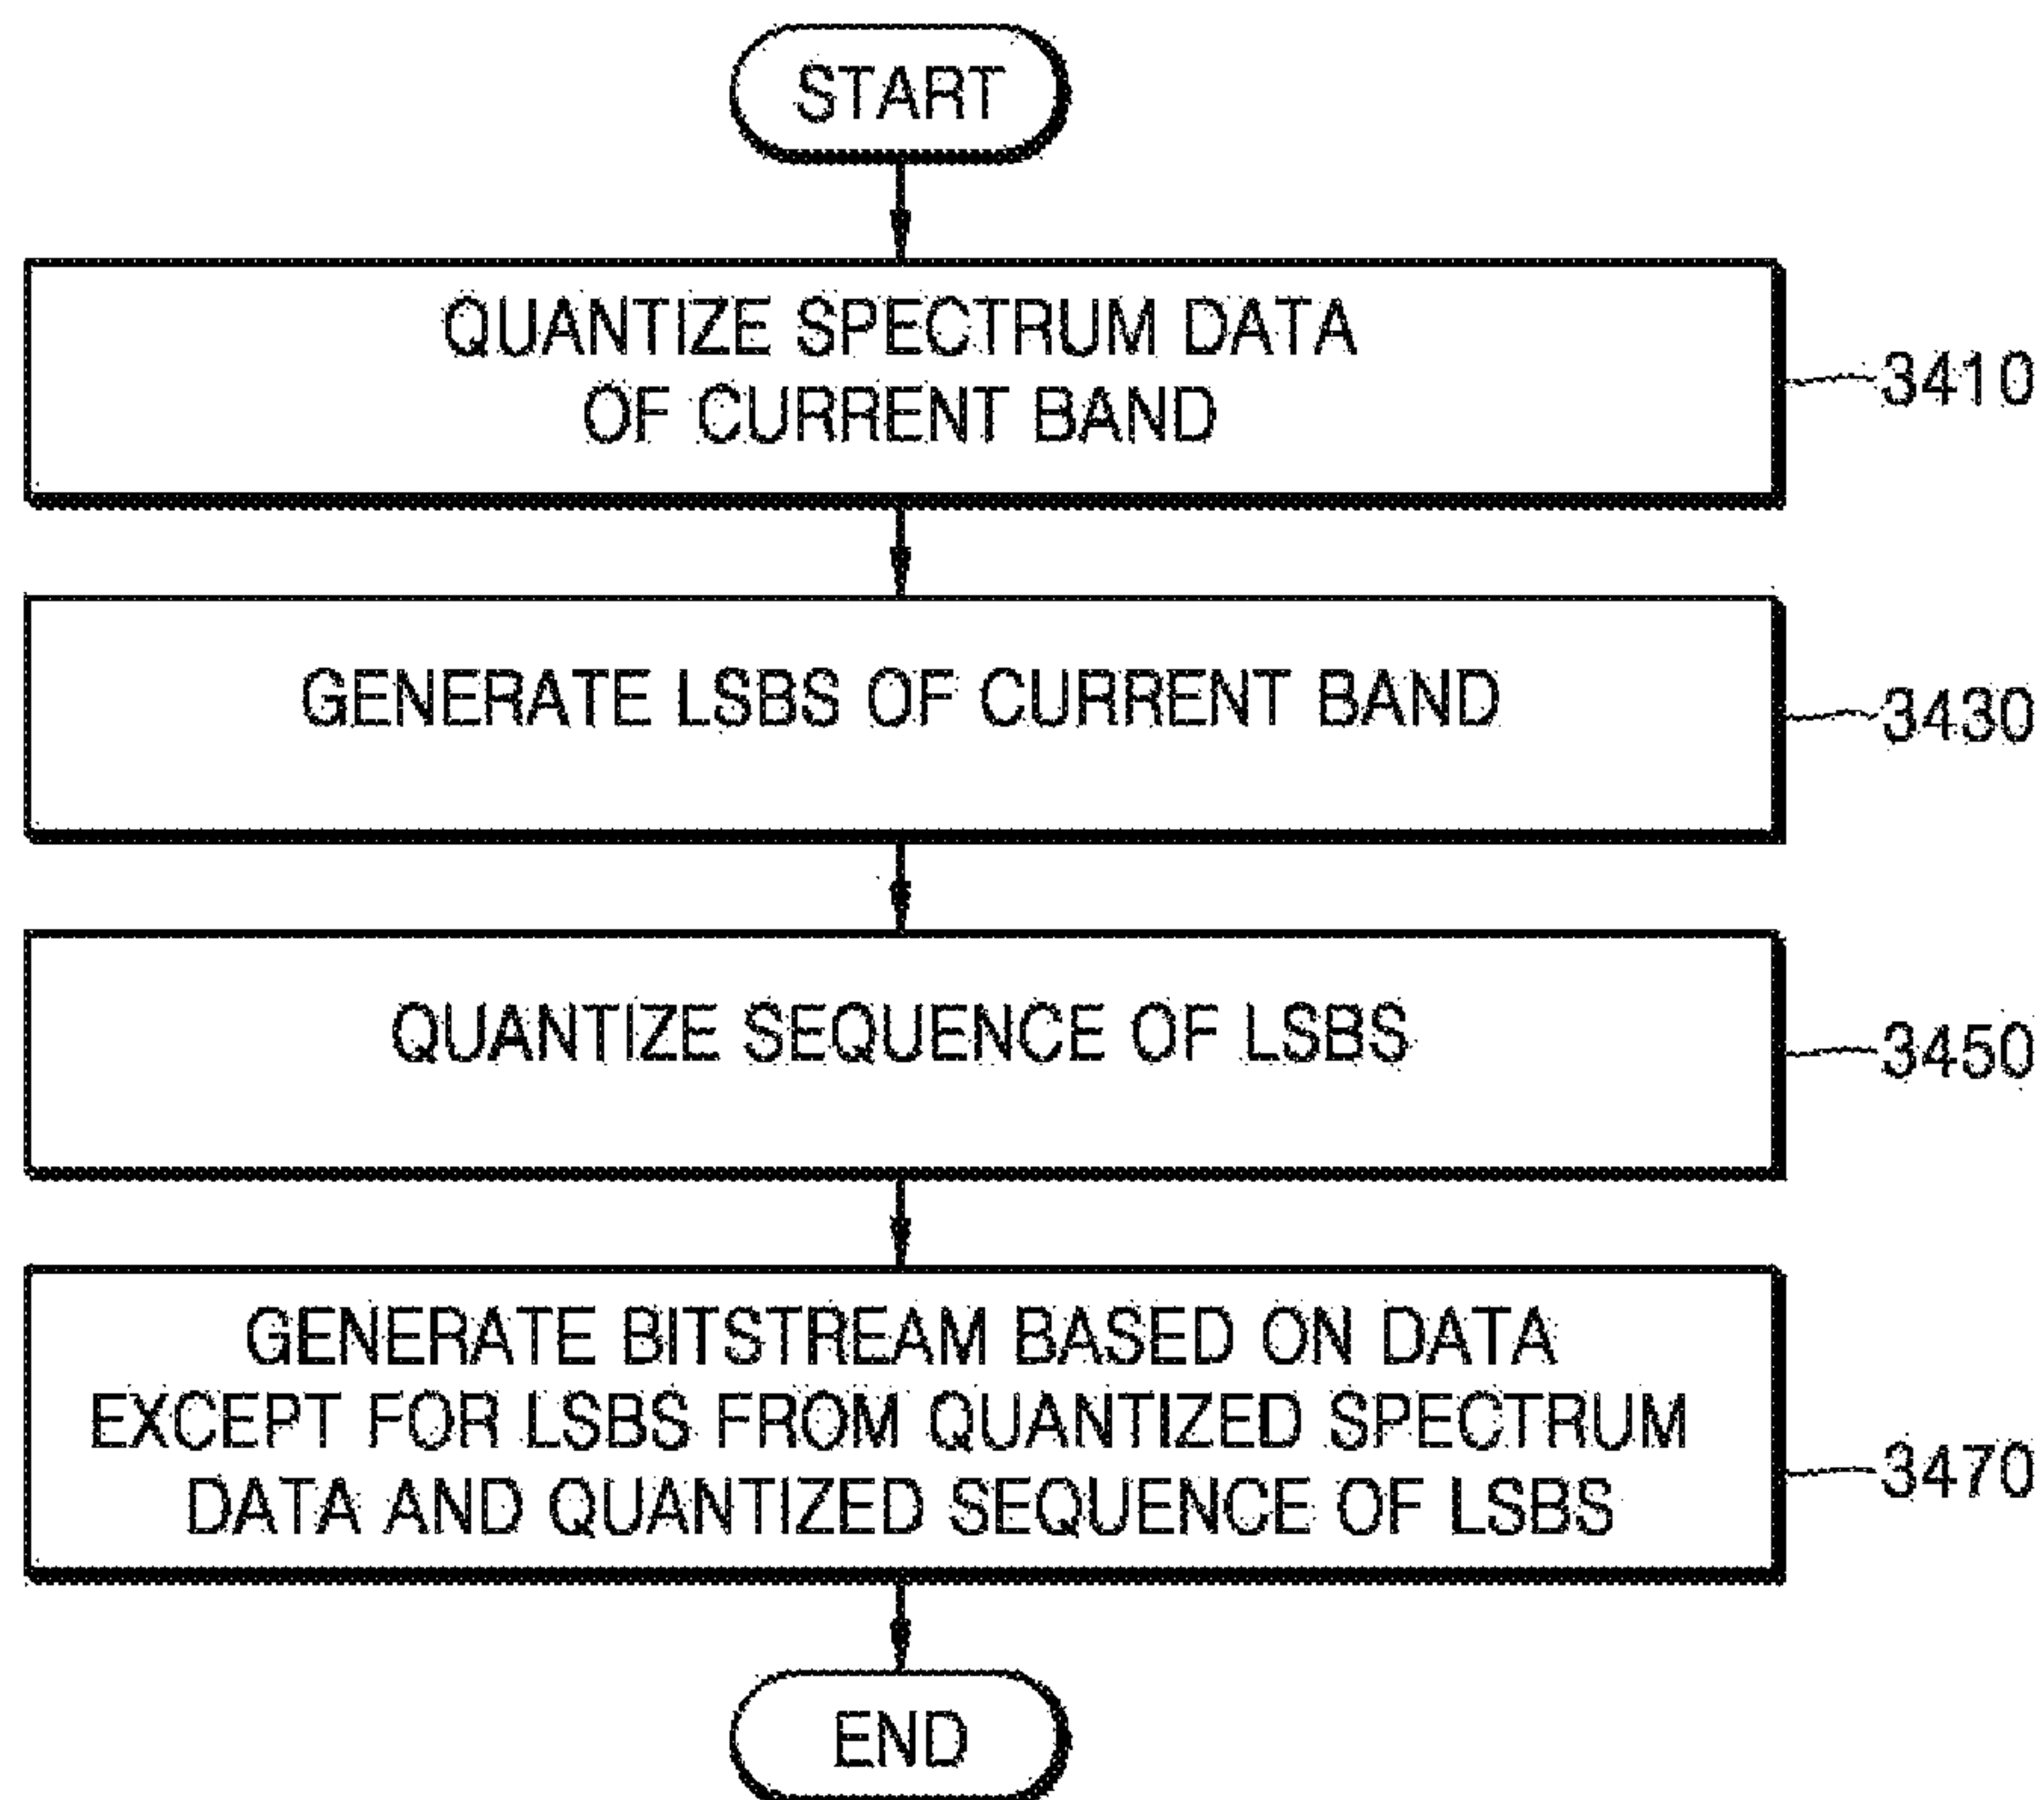 START
QUANTIZE SPECTRUM DATA
OF CURRENT BAND
3410
GENERATE LSBS OF CURRENT BAND
3430
QUANTIZE SEQUENCE OF LSBS
3450
GENERATE BITSTREAM BASED ON DATA
EXCEPT FOR LSBS FROM QUANTIZED SPECTRUM
DATA AND QUANTIZED SEQUENCE OF LSBS
3470
END